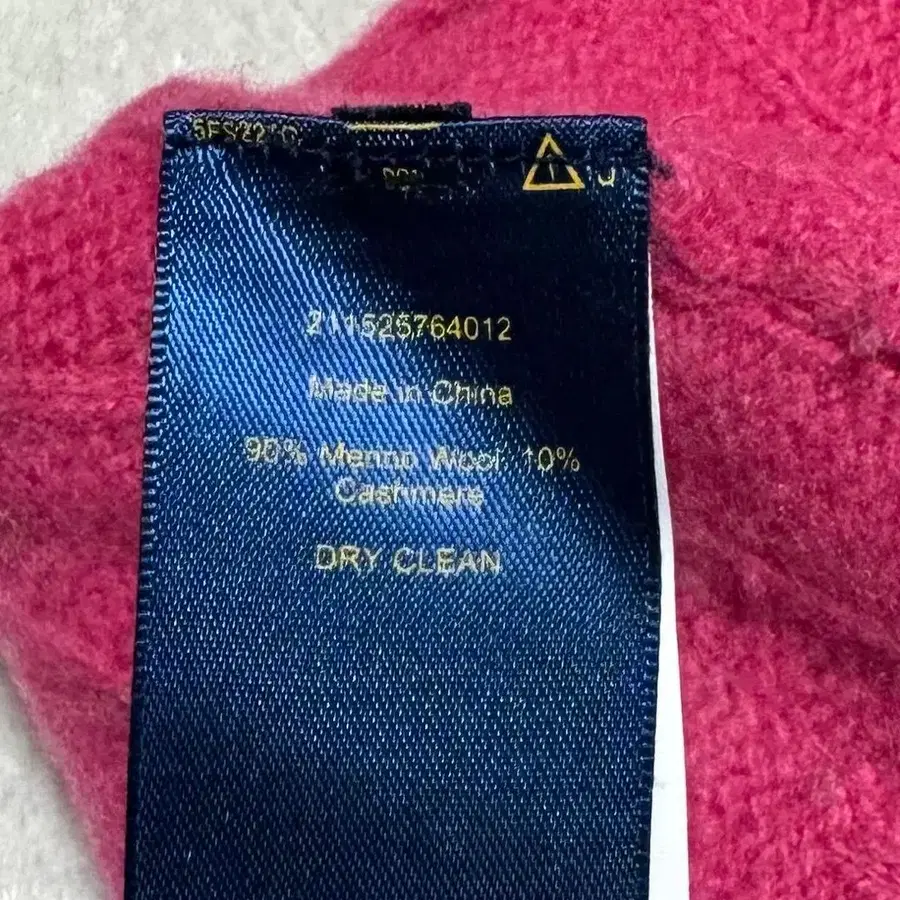 211525764012
Made in China
90% Merino Wool 10%
Cashmere
DRY CLEAN